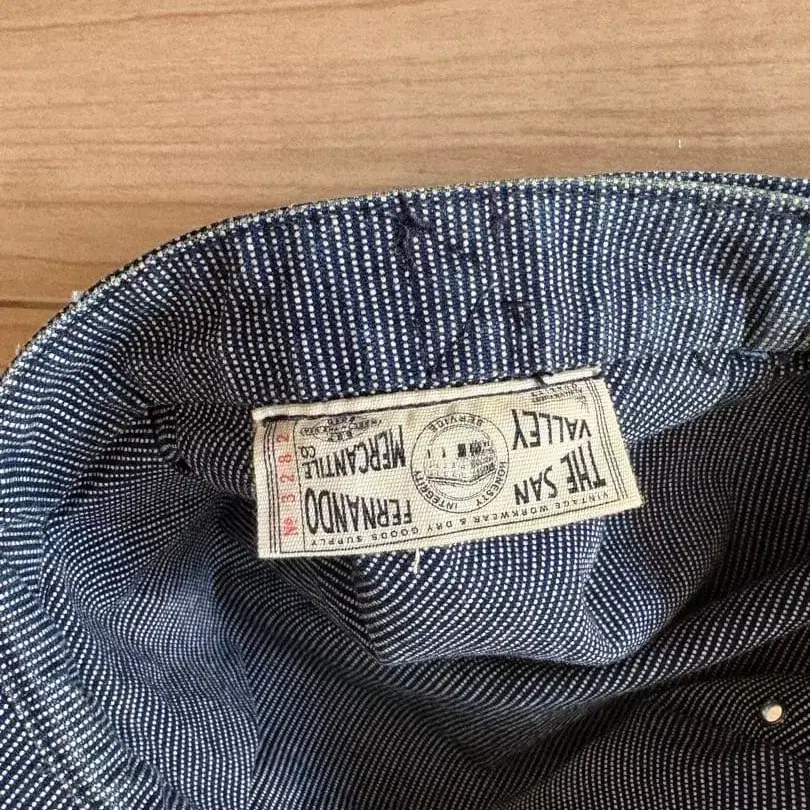 VINTAGE WORKWEAR & DRY GOODS SUPPLY
THE SAN
VALLEY
FERNANDO
MERCANTILE
CO
HONESTY INTEGRITY
SERVICE
No 3282